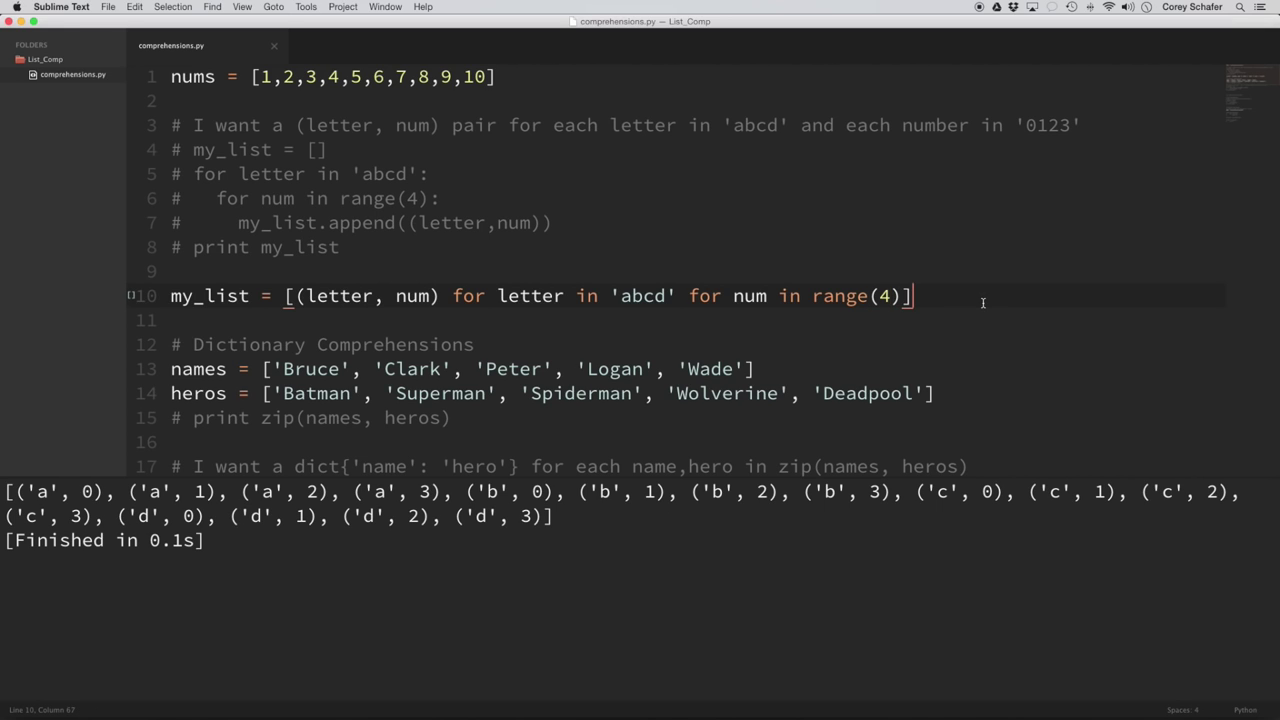 Sublime Text File Edit Selection Find View Goto Tools Project Window Help Corey Schafer
comprehensions.py — List_Comp
FOLDERS
List_Comp
comprehensions.py
comprehensions.py
1 nums = [1,2,3,4,5,6,7,8,9,10]
2
3 # I want a (letter, num) pair for each letter in 'abcd' and each number in '0123'
4 # my_list = []
5 # for letter in 'abcd':
6 #   for num in range(4):
7 #     my_list.append((letter,num))
8 # print my_list
9
10 my_list = [(letter, num) for letter in 'abcd' for num in range(4)]
11
12 # Dictionary Comprehensions
13 names = ['Bruce', 'Clark', 'Peter', 'Logan', 'Wade']
14 heros = ['Batman', 'Superman', 'Spiderman', 'Wolverine', 'Deadpool']
15 # print zip(names, heros)
16
17 # I want a dict{'name': 'hero'} for each name,hero in zip(names, heros)
[('a', 0), ('a', 1), ('a', 2), ('a', 3), ('b', 0), ('b', 1), ('b', 2), ('b', 3), ('c', 0), ('c', 1), ('c', 2),
('c', 3), ('d', 0), ('d', 1), ('d', 2), ('d', 3)]
[Finished in 0.1s]
Line 10, Column 67 Spaces: 4 Python